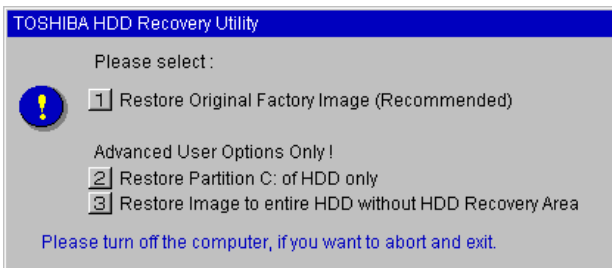 TOSHIBA HDD Recovery Utility
Please select :
1 Restore Original Factory Image (Recommended)
Advanced User Options Only !
2 Restore Partition C: of HDD only
3 Restore Image to entire HDD without HDD Recovery Area
Please turn off the computer, if you want to abort and exit.